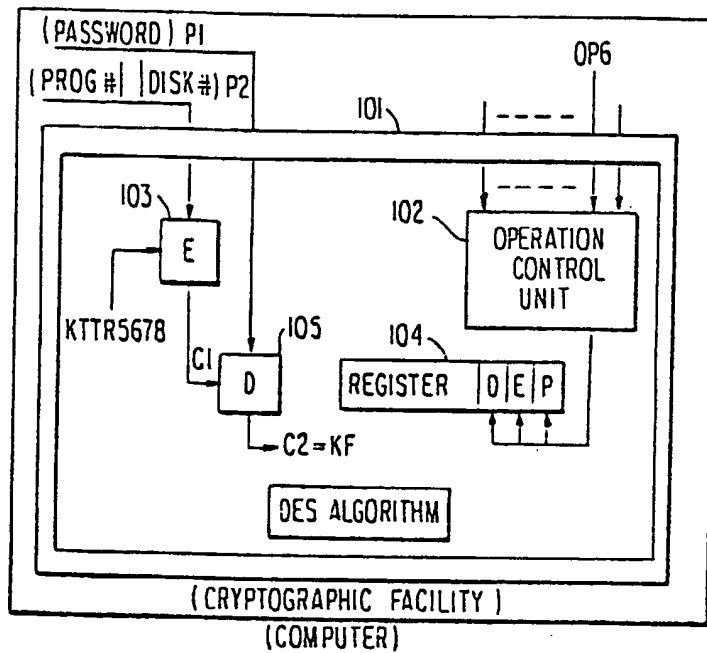 (PASSWORD) P1
(PROG #||DISK#) P2
OP6
101
103
102
E
OPERATION
CONTROL
UNIT
KTTR5678
105
104
C1
D
REGISTER D E P
C2=KF
DES ALGORITHM
(CRYPTOGRAPHIC FACILITY)
(COMPUTER)